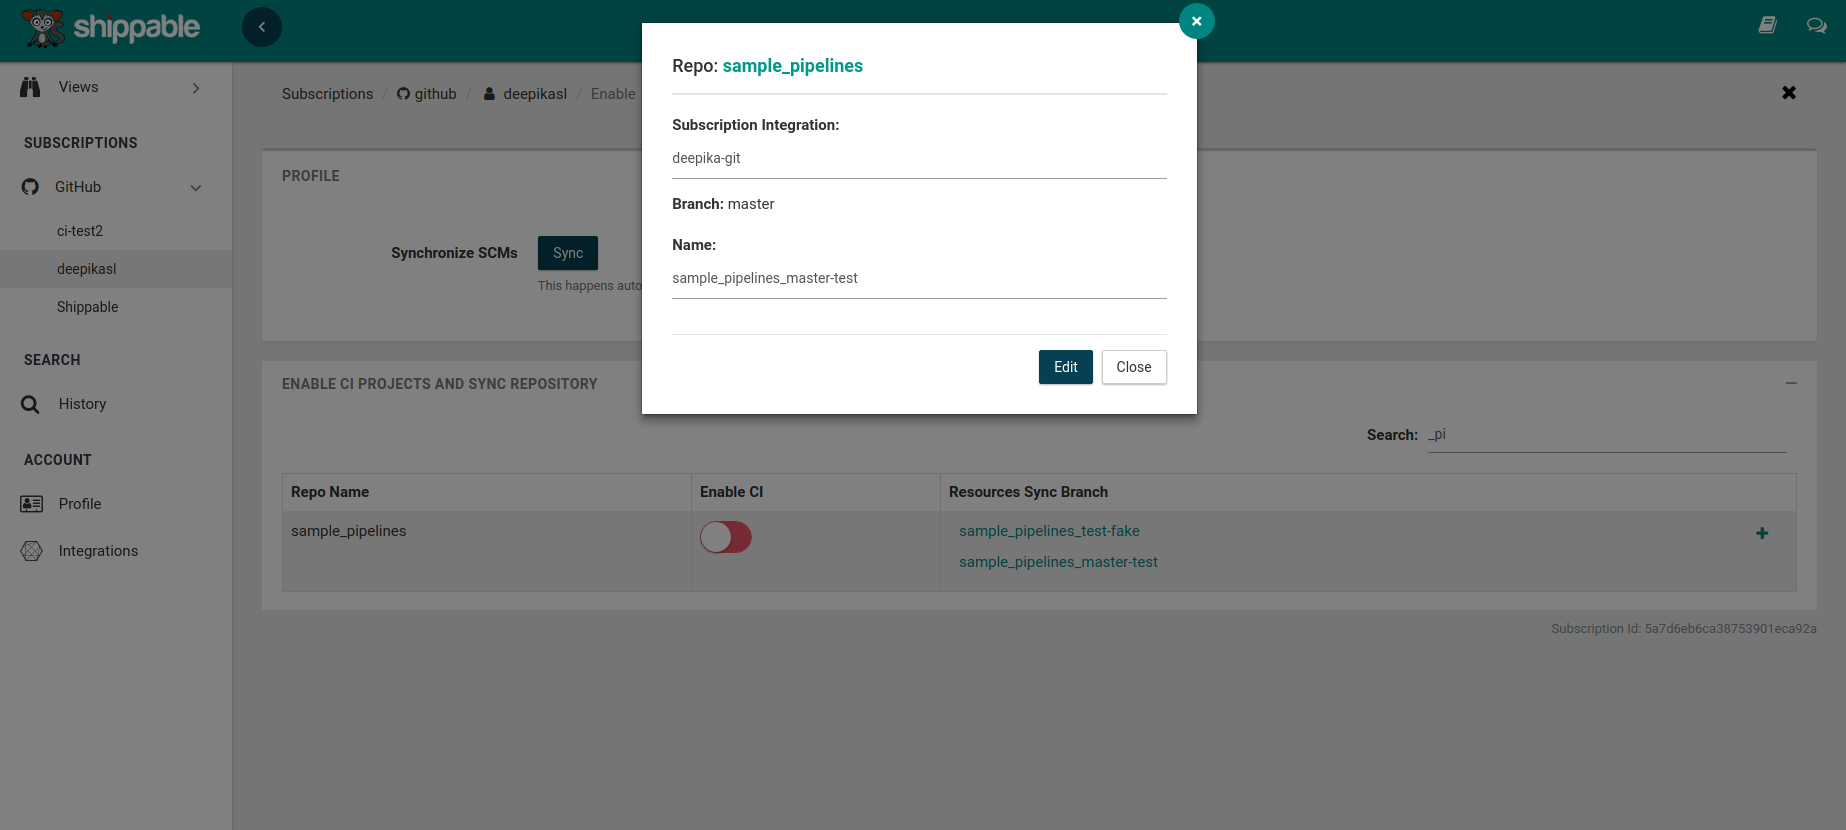 shippable
Views
SUBSCRIPTIONS
GitHub
ci-test2
deepikasl
Shippable
SEARCH
History
ACCOUNT
Profile
Integrations
Subscriptions / github / deepikasl / Enable
PROFILE
Synchronize SCMs Sync
This happens auto
Repo: sample_pipelines
Subscription Integration:
deepika-git
Branch: master
Name:
sample_pipelines_master-test
Edit Close
ENABLE CI PROJECTS AND SYNC REPOSITORY
Search: _pi
Repo Name Enable CI Resources Sync Branch
sample_pipelines sample_pipelines_test-fake
sample_pipelines_master-test
Subscription Id: 5a7d6eb6ca38753901eca92a